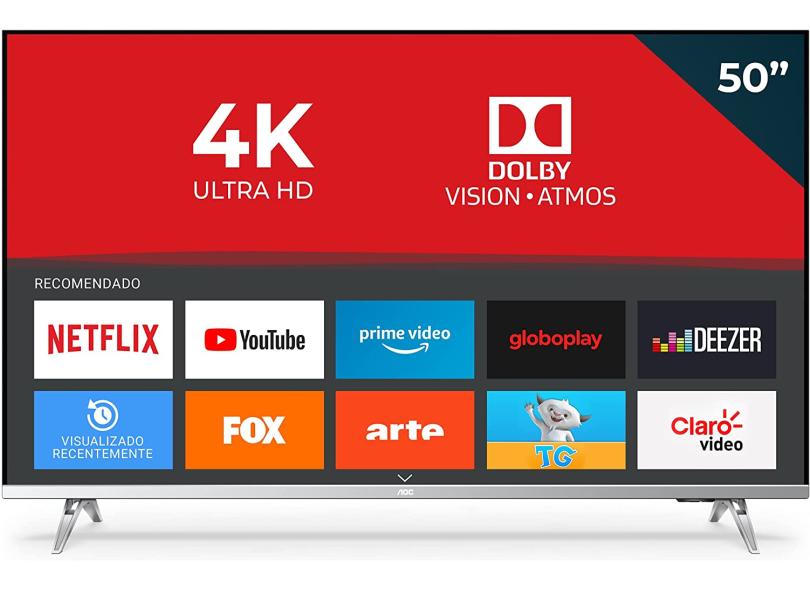 50”
4K
ULTRA HD
DOLBY
VISION • ATMOS
RECOMENDADO
NETFLIX
YouTube
prime video
globoplay
DEEZER
VISUALIZADO
RECENTEMENTE
FOX
arte
TG
Claro
video
AOC